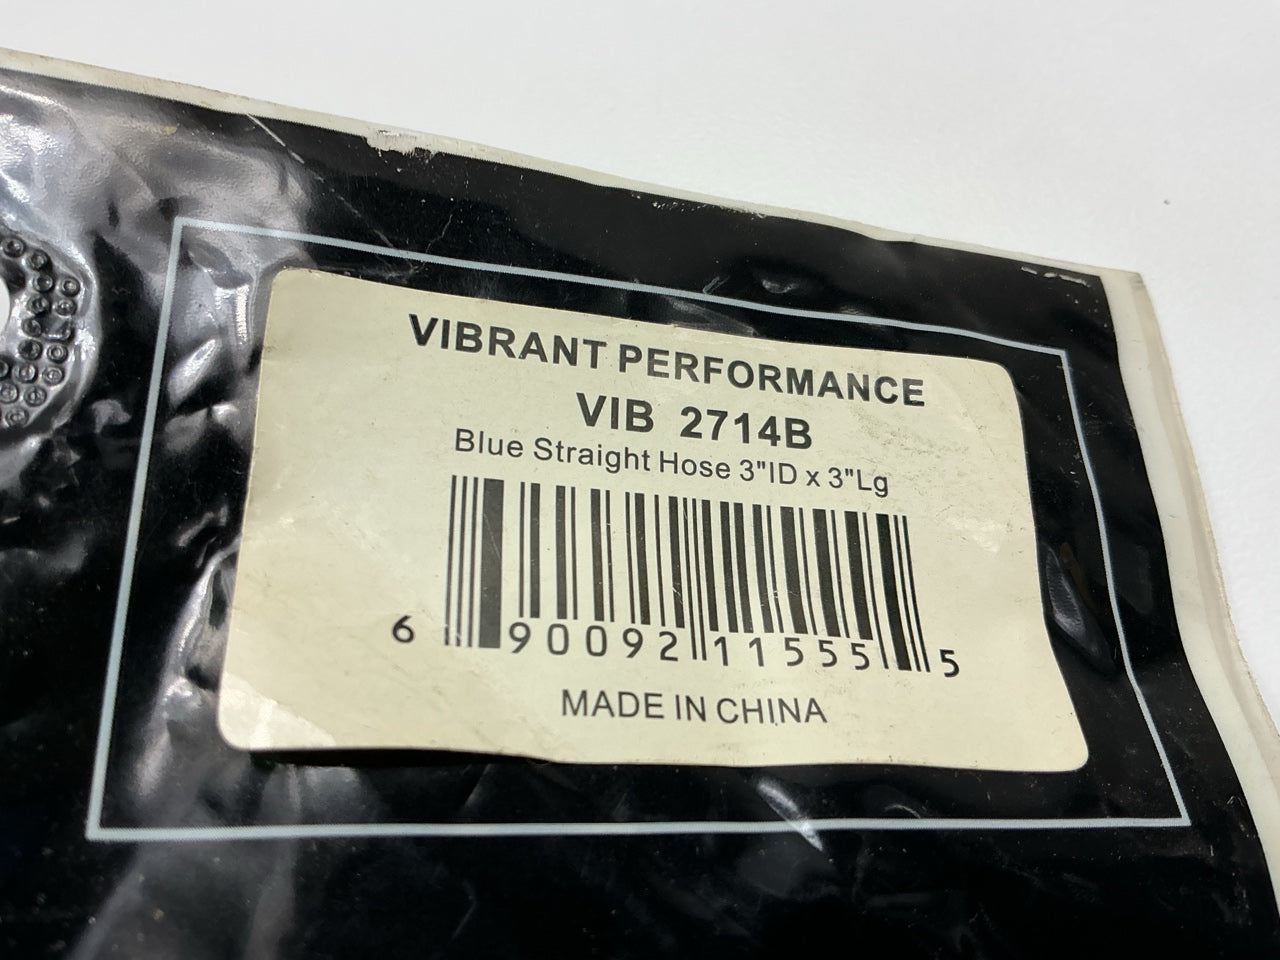 VIBRANT PERFORMANCE
VIB 2714B
Blue Straight Hose 3"ID x 3"Lg
6 90092 11555 5
MADE IN CHINA